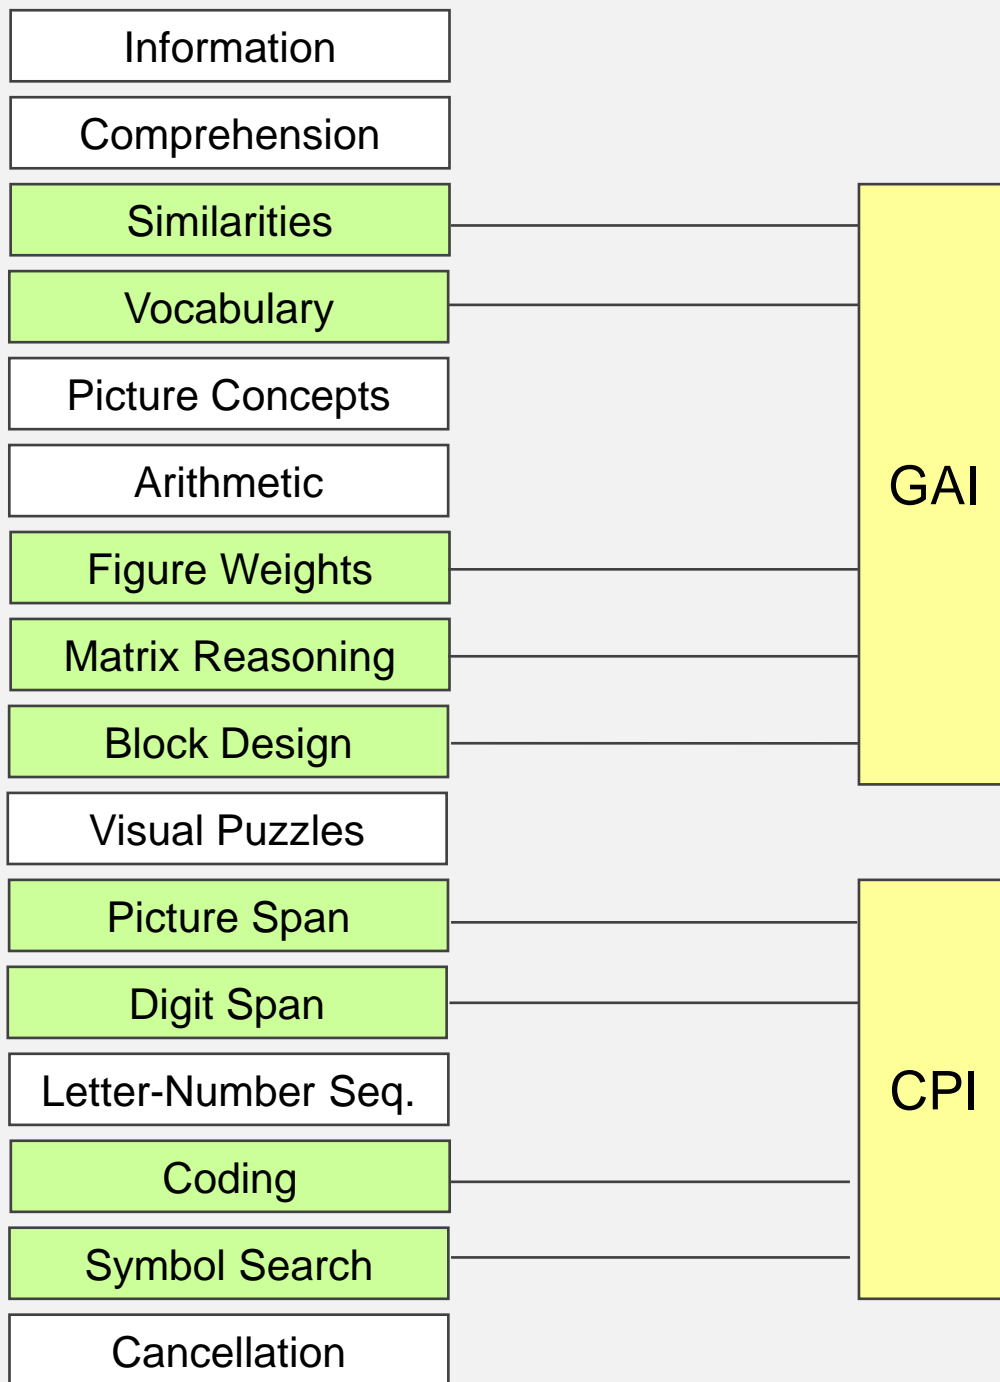 Information
Comprehension
Similarities
Vocabulary
Picture Concepts
Arithmetic
GAI
Figure Weights
Matrix Reasoning
Block Design
Visual Puzzles
Picture Span
Digit Span
Letter-Number Seq.
CPI
Coding
Symbol Search
Cancellation